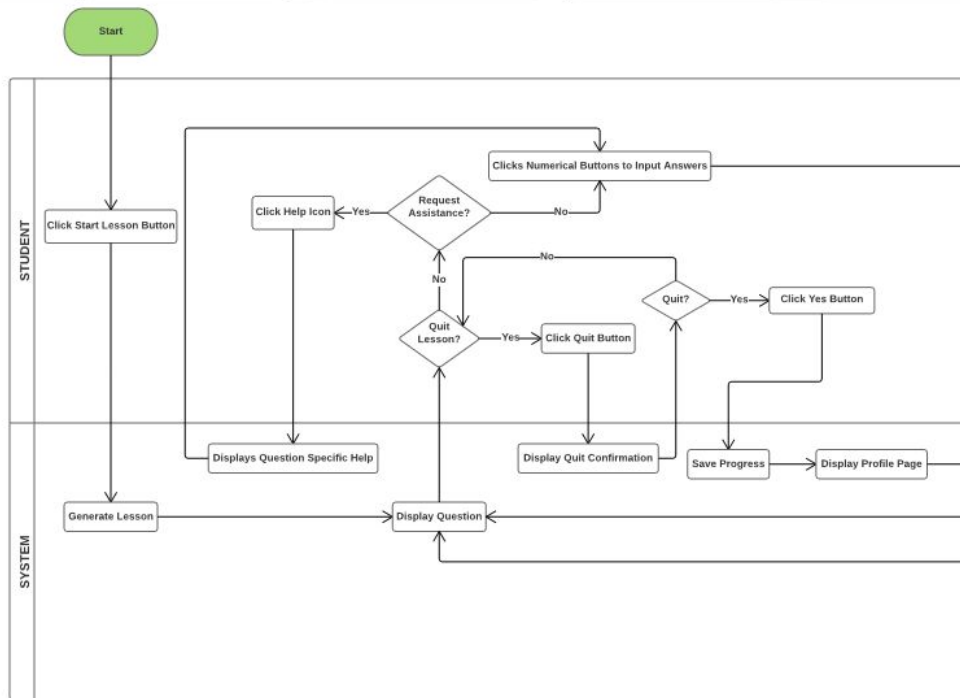 Start
STUDENT
Clicks Numerical Buttons to Input Answers
Click Start Lesson Button
Click Help Icon
Yes
Request
Assistance?
No
No
No
Quit
Lesson?
Yes
Click Quit Button
Quit?
Yes
Click Yes Button
SYSTEM
Displays Question Specific Help
Display Quit Confirmation
Save Progress
Display Profile Page
Generate Lesson
Display Question